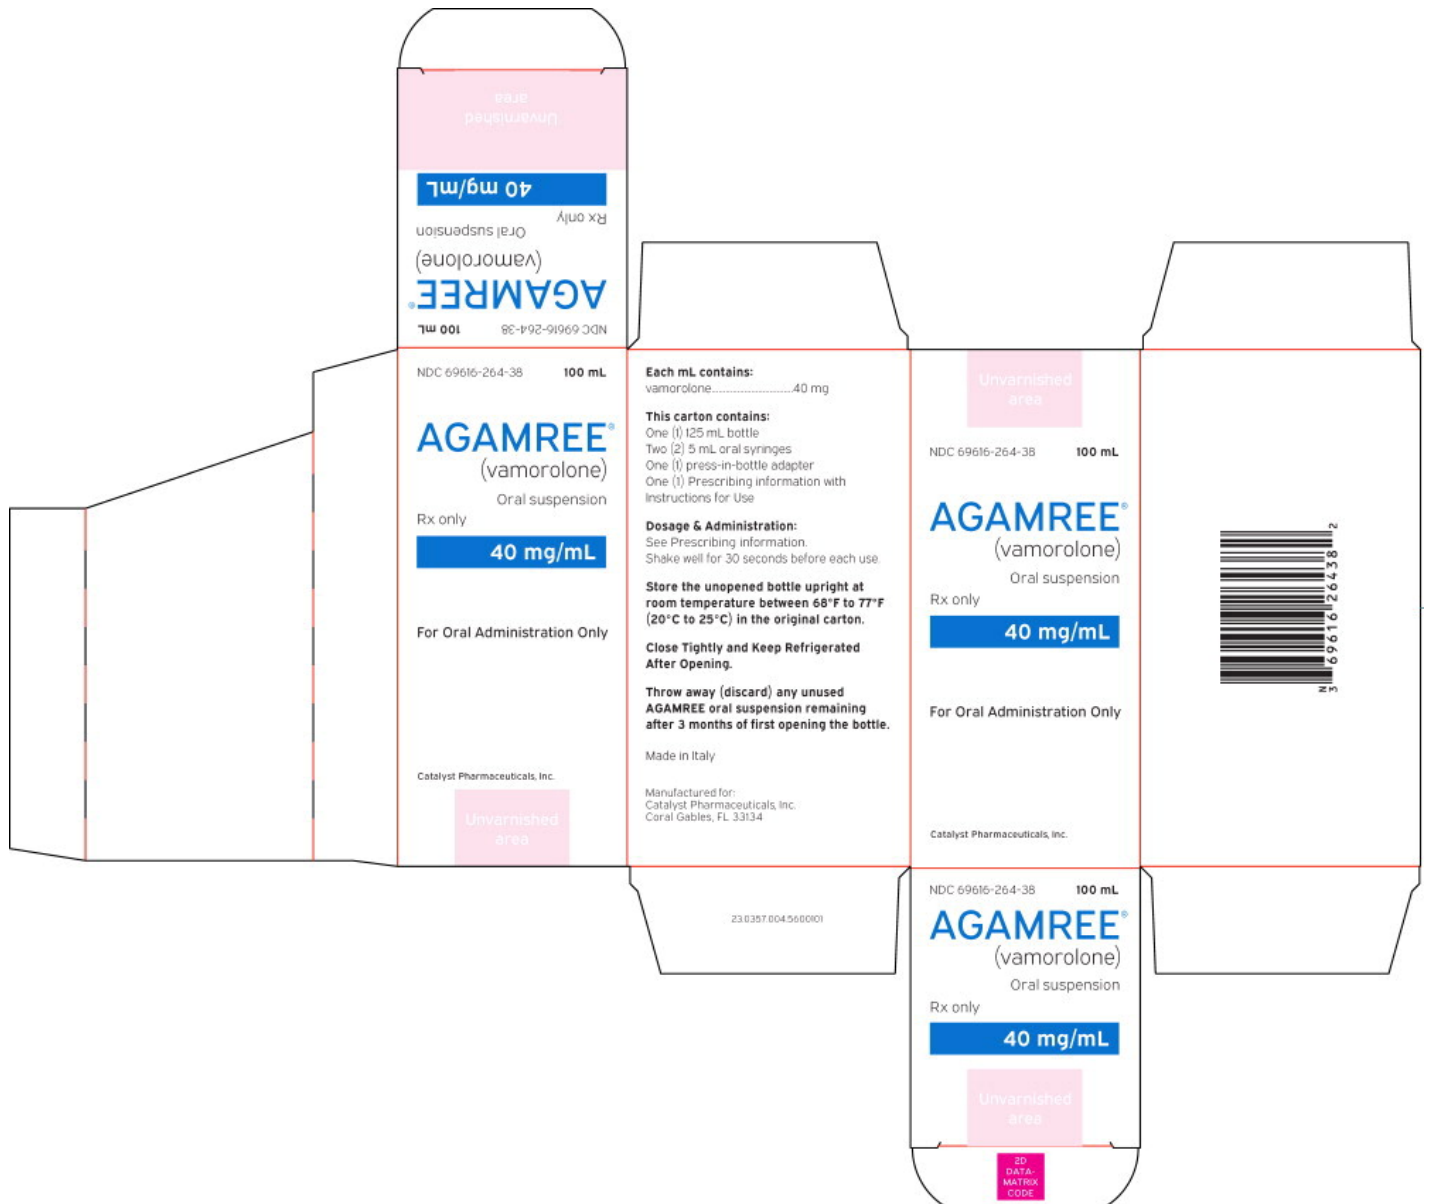 Unvarnished
area
40 mg/mL
Rx only
Oral suspension
(vamorolone)
AGAMREE®
NDC 69616-264-38 100 mL
NDC 69616-264-38 100 mL
AGAMREE®
(vamorolone)
Oral suspension
Rx only
40 mg/mL
For Oral Administration Only
Catalyst Pharmaceuticals, Inc.
Unvarnished
area
Each mL contains:
vamorolone............................40 mg
This carton contains:
One (1) 125 mL bottle
Two (2) 5 mL oral syringes
One (1) press-in-bottle adapter
One (1) Prescribing information with
Instructions for Use
Dosage & Administration:
See Prescribing information.
Shake well for 30 seconds before each use.
Store the unopened bottle upright at
room temperature between 68°F to 77°F
(20°C to 25°C) in the original carton.
Close Tightly and Keep Refrigerated
After Opening.
Throw away (discard) any unused
AGAMREE oral suspension remaining
after 3 months of first opening the bottle.
Made in Italy
Manufactured for:
Catalyst Pharmaceuticals, Inc.
Coral Gables, FL 33134
23.0357.004.5600101
Unvarnished
area
NDC 69616-264-38 100 mL
AGAMREE®
(vamorolone)
Oral suspension
Rx only
40 mg/mL
For Oral Administration Only
Catalyst Pharmaceuticals, Inc.
NDC 69616-264-38 100 mL
AGAMREE®
(vamorolone)
Oral suspension
Rx only
40 mg/mL
Unvarnished
area
2D
DATA-
MATRIX
CODE
N
3 69616 26438 2